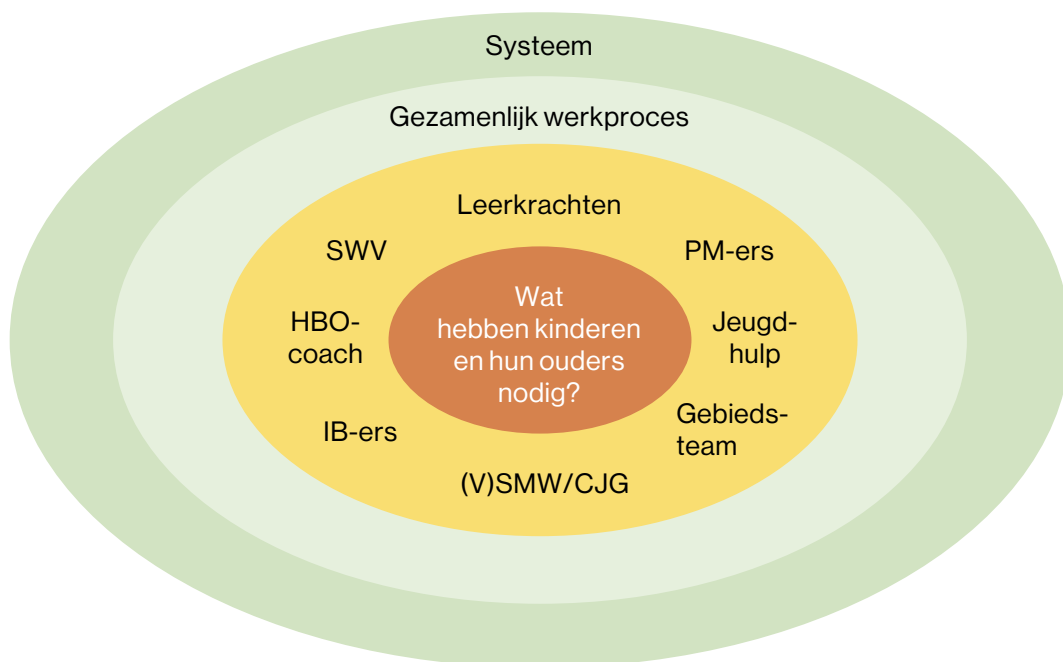 Systeem
Gezamenlijk werkproces
Leerkrachten
SWV
PM-ers
HBO-
coach
Wat
hebben kinderen
en hun ouders
nodig?
Jeugd-
hulp
IB-ers
Gebieds-
team
(V)SMW/CJG